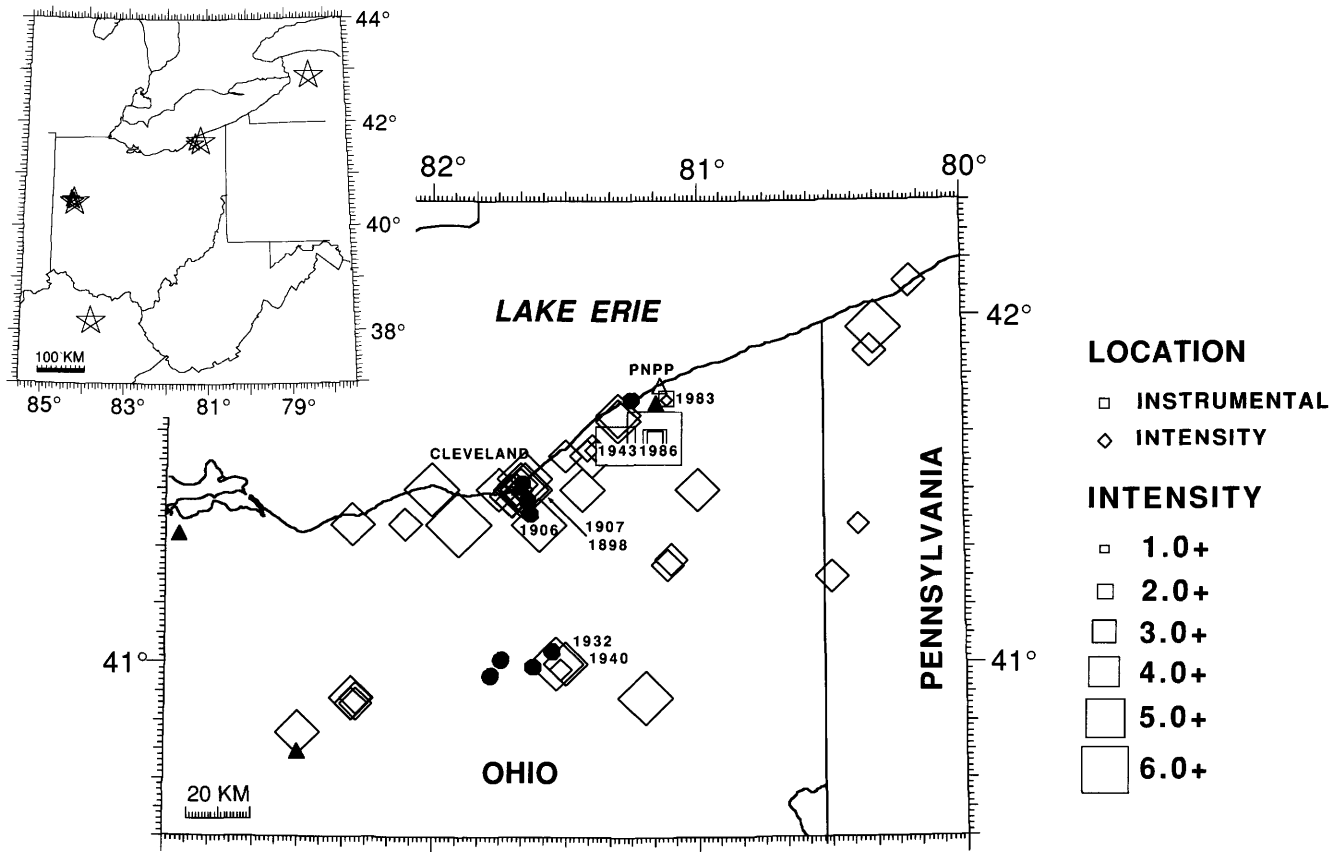 44°
42°
40°
38°
100 KM
85°
83°
81°
79°
82°
81°
80°
LAKE ERIE
42°
PNPP
1983
1943
1986
CLEVELAND
1906
1907
1898
1932
1940
41°
41°
PENNSYLVANIA
OHIO
20 KM
LOCATION
INSTRUMENTAL
INTENSITY
INTENSITY
1.0+
2.0+
3.0+
4.0+
5.0+
6.0+